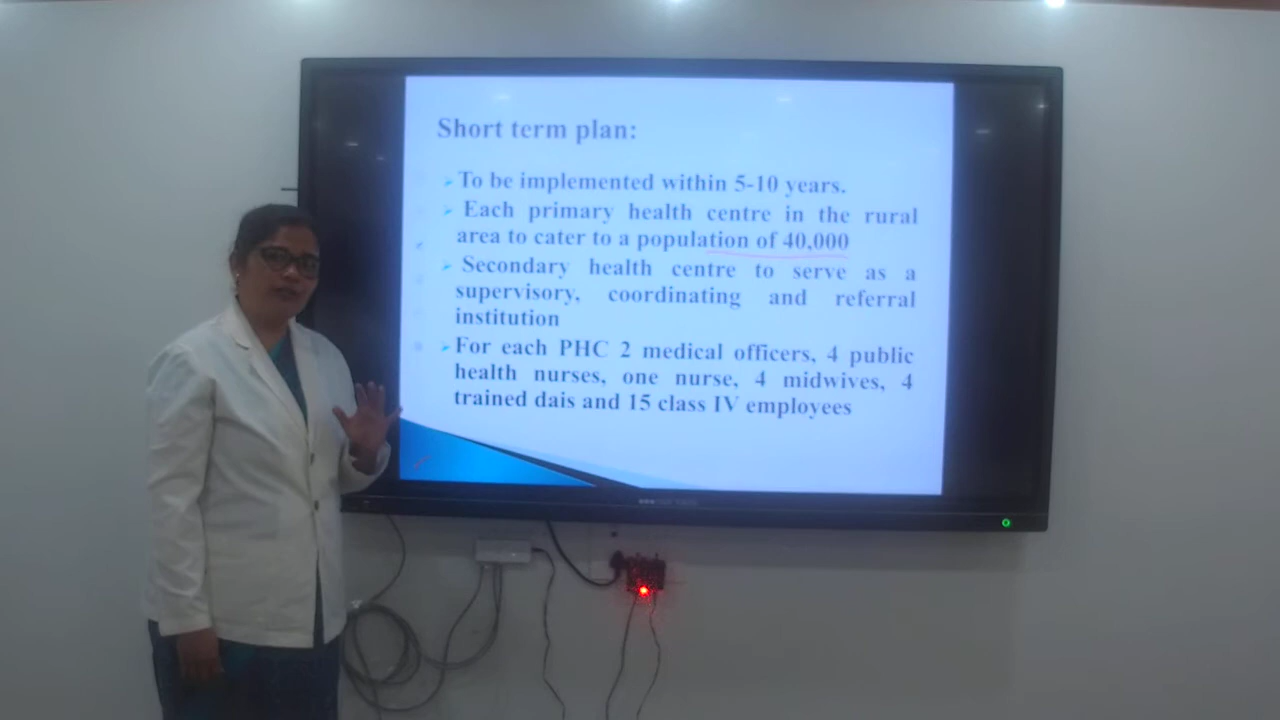 Short term plan:
To be implemented within 5-10 years.
Each primary health centre in the rural
area to cater to a population of 40,000
Secondary health centre to serve as a
supervisory, coordinating and referral
institution
For each PHC 2 medical officers, 4 public
health nurses, one nurse, 4 midwives, 4
trained dais and 15 class IV employees